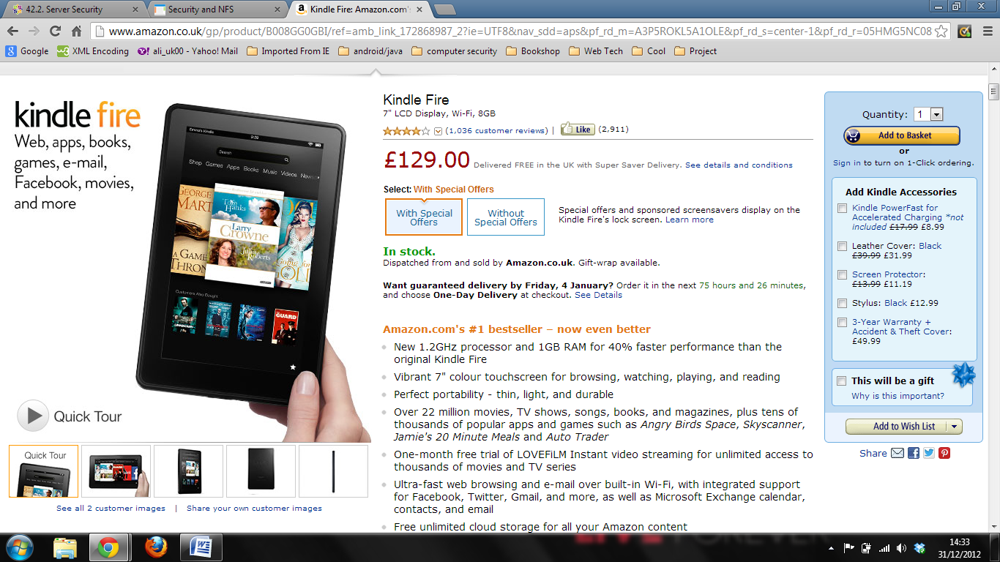 42.2. Server Security
Security and NFS
Kindle Fire: Amazon.com's
www.amazon.co.uk/gp/product/B008GG0GBI/ref=amb_link_172868987_2?ie=UTF8&nav_sdd=aps&pf_rd_m=A3P5ROKL5A1OLE&pf_rd_s=center-1&pf_rd_r=05HMG5NC08
Google
XML Encoding
ali_uk00 - Yahoo! Mail
Imported From IE
android/java
computer security
Bookshop
Web Tech
Cool
Project
kindle fire
Web, apps, books,
games, e-mail,
Facebook, movies,
and more
Emma's Kindle
9:29
Search
Shop Games Apps Books Music Videos
GEORGE
MART
A GAME
THRON
Tom
Hanks
Larry
Crowne
Julia
Roberts
Customers Also Bought
GUARD
Quick Tour
Quick Tour
See all 2 customer images | Share your own customer images
Kindle Fire
7" LCD Display, Wi-Fi, 8GB
(1,036 customer reviews) | Like (2,911)
£129.00 Delivered FREE in the UK with Super Saver Delivery. See details and conditions
Select: With Special Offers
With Special
Offers
Without
Special Offers
Special offers and sponsored screensavers display on the
Kindle Fire's lock screen. Learn more
In stock.
Dispatched from and sold by Amazon.co.uk. Gift-wrap available.
Want guaranteed delivery by Friday, 4 January? Order it in the next 75 hours and 26 minutes,
and choose One-Day Delivery at checkout. See Details
Amazon.com's #1 bestseller – now even better
New 1.2GHz processor and 1GB RAM for 40% faster performance than the
original Kindle Fire
Vibrant 7" colour touchscreen for browsing, watching, playing, and reading
Perfect portability - thin, light, and durable
Over 22 million movies, TV shows, songs, books, and magazines, plus tens of
thousands of popular apps and games such as Angry Birds Space, Skyscanner,
Jamie's 20 Minute Meals and Auto Trader
One-month free trial of LOVEFiLM Instant video streaming for unlimited access to
thousands of movies and TV series
Ultra-fast web browsing and e-mail over built-in Wi-Fi, with integrated support
for Facebook, Twitter, Gmail, and more, as well as Microsoft Exchange calendar,
contacts, and email
Free unlimited cloud storage for all your Amazon content
Quantity: 1
Add to Basket
or
Sign in to turn on 1-Click ordering.
Add Kindle Accessories
Kindle PowerFast for
Accelerated Charging *not
included £17.99 £8.99
Leather Cover: Black
£39.99 £31.99
Screen Protector:
£13.99 £11.19
Stylus: Black £12.99
3-Year Warranty +
Accident & Theft Cover:
£49.99
This will be a gift
Why is this important?
Add to Wish List
Share
14:33
31/12/2012